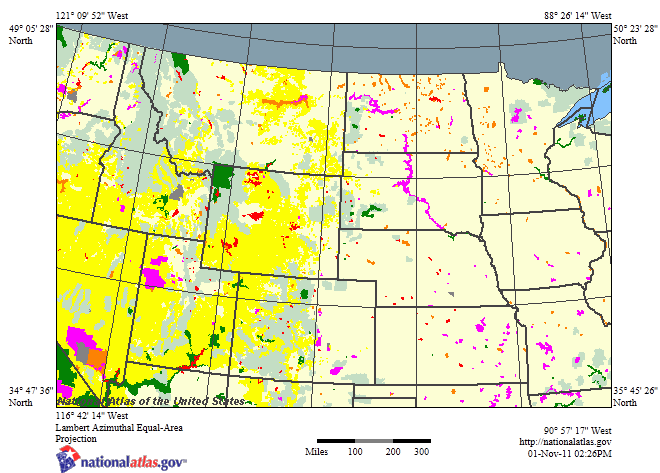 121° 09' 52" West
88° 26' 14" West
49° 05' 28"
North
50° 23' 28"
North
34° 47' 36"
North
35° 45' 26"
North
National Atlas of the United States
116° 42' 14" West
Lambert Azimuthal Equal-Area
Projection
90° 57' 17" West
http://nationalatlas.gov
01-Nov-11 02:26PM
Miles 100 200 300
nationalatlas.gov